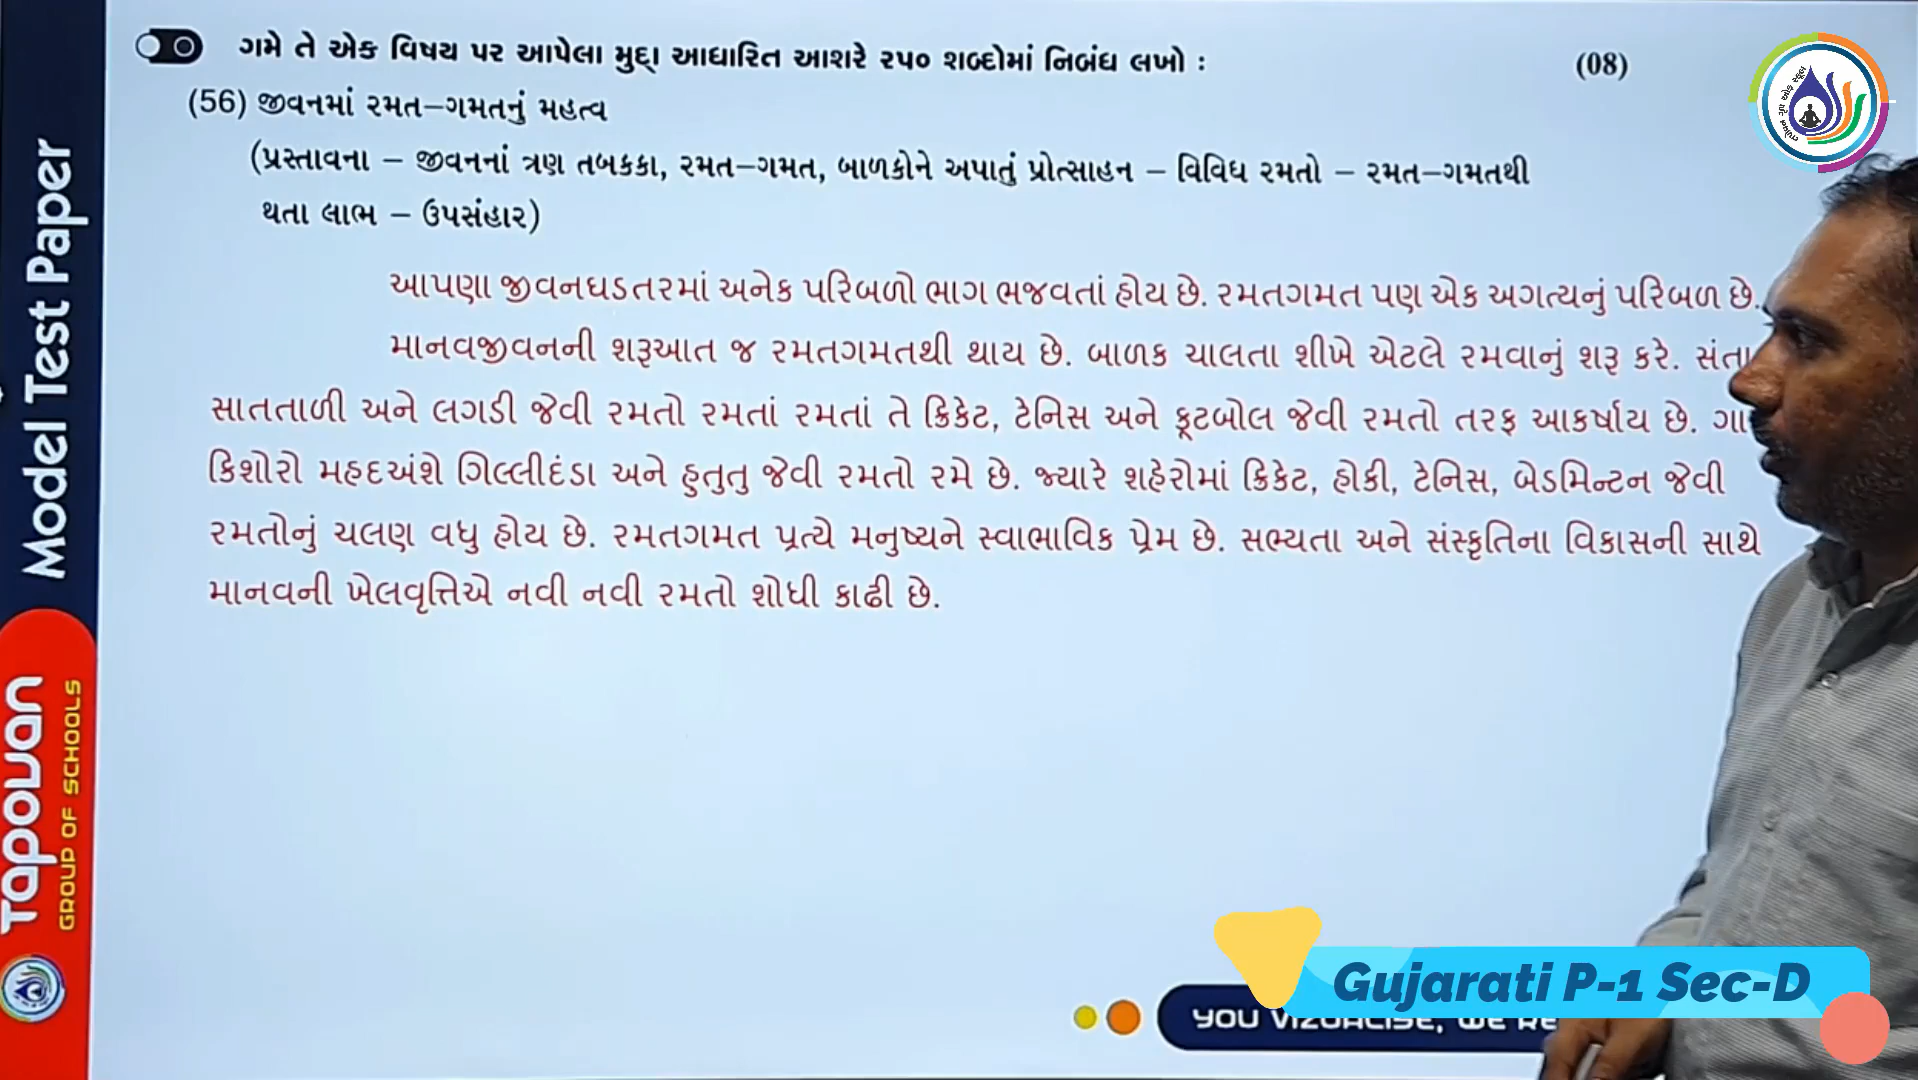 ગમે તે એક વિષય પર આપેલા મુદ્દા આધારિત આશરે ૨૫૦ શબ્દોમાં નિબંધ લખો : (08)
(56) જીવનમાં રમત–ગમતનું મહત્વ
(પ્રસ્તાવના – જીવનનાં ત્રણ તબકકા, રમત–ગમત, બાળકોને અપાતું પ્રોત્સાહન – વિવિધ રમતો – રમત–ગમતથી
થતા લાભ – ઉપસંહાર)
આપણા જીવનઘડતરમાં અનેક પરિબળો ભાગ ભજવતાં હોય છે. રમતગમત પણ એક અગત્યનું પરિબળ છે.
માનવજીવનની શરૂઆત જ રમતગમતથી થાય છે. બાળક ચાલતા શીખે એટલે રમવાનું શરૂ કરે.
સાતતાળી અને લગડી જેવી રમતો રમતાં રમતાં તે ક્રિકેટ, ટેનિસ અને ફૂટબોલ જેવી રમતો તરફ આકર્ષાય છે.
કિશોરો મહદઅંશે ગિલ્લીદંડા અને હુતુતુ જેવી રમતો રમે છે. જ્યારે શહેરોમાં ક્રિકેટ, હોકી, ટેનિસ, બેડમિન્ટન જેવી
રમતોનું ચલણ વધુ હોય છે. રમતગમત પ્રત્યે મનુષ્યને સ્વાભાવિક પ્રેમ છે. સભ્યતા અને સંસ્કૃતિના વિકાસની સાથે
માનવની ખેલવૃત્તિએ નવી નવી રમતો શોધી કાઢી છે.
Model Test Paper
Tapovan
GROUP OF SCHOOLS
Gujarati P-1 Sec-D
YOU VIZUALISE, WE RE